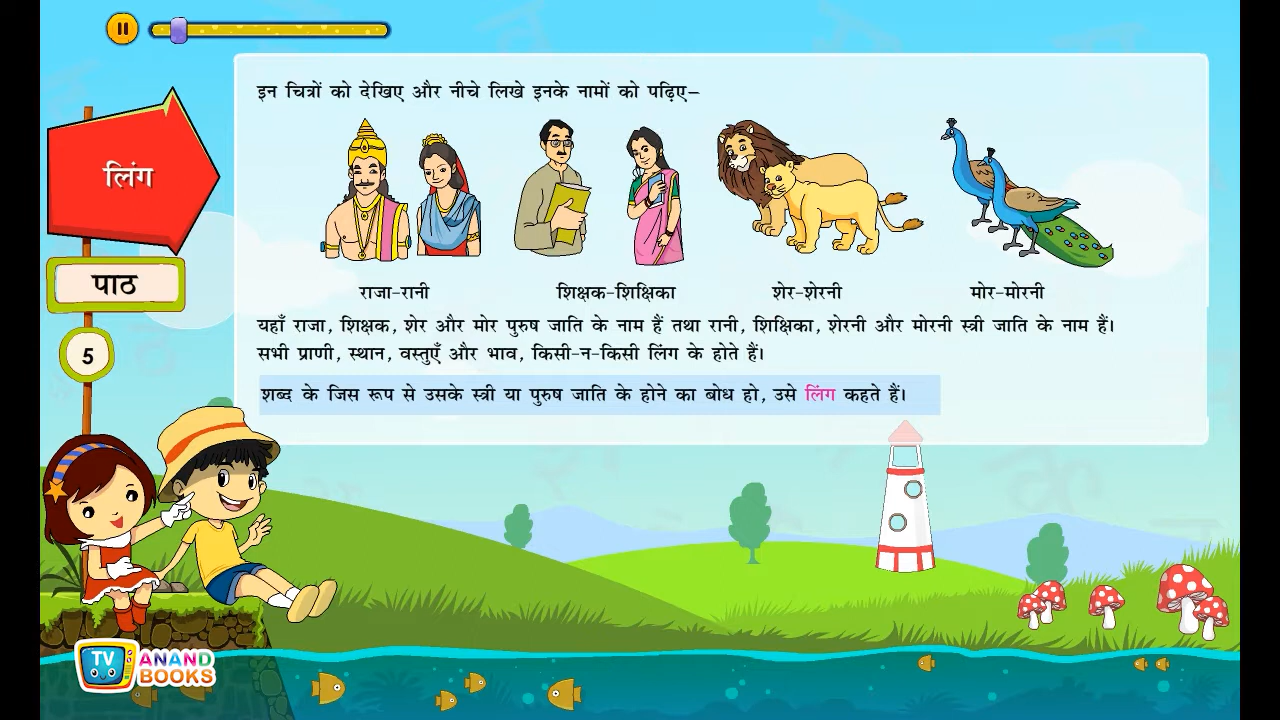 इन चित्रों को देखिए और नीचे लिखे इनके नामों को पढ़िए–
लिंग
पाठ
5
राजा-रानी
शिक्षक-शिक्षिका
शेर-शेरनी
मोर-मोरनी
यहाँ राजा, शिक्षक, शेर और मोर पुरुष जाति के नाम हैं तथा रानी, शिक्षिका, शेरनी और मोरनी स्त्री जाति के नाम हैं।
सभी प्राणी, स्थान, वस्तुएँ और भाव, किसी-न-किसी लिंग के होते हैं।
शब्द के जिस रूप से उसके स्त्री या पुरुष जाति के होने का बोध हो, उसे लिंग कहते हैं।
TV ANAND
BOOKS